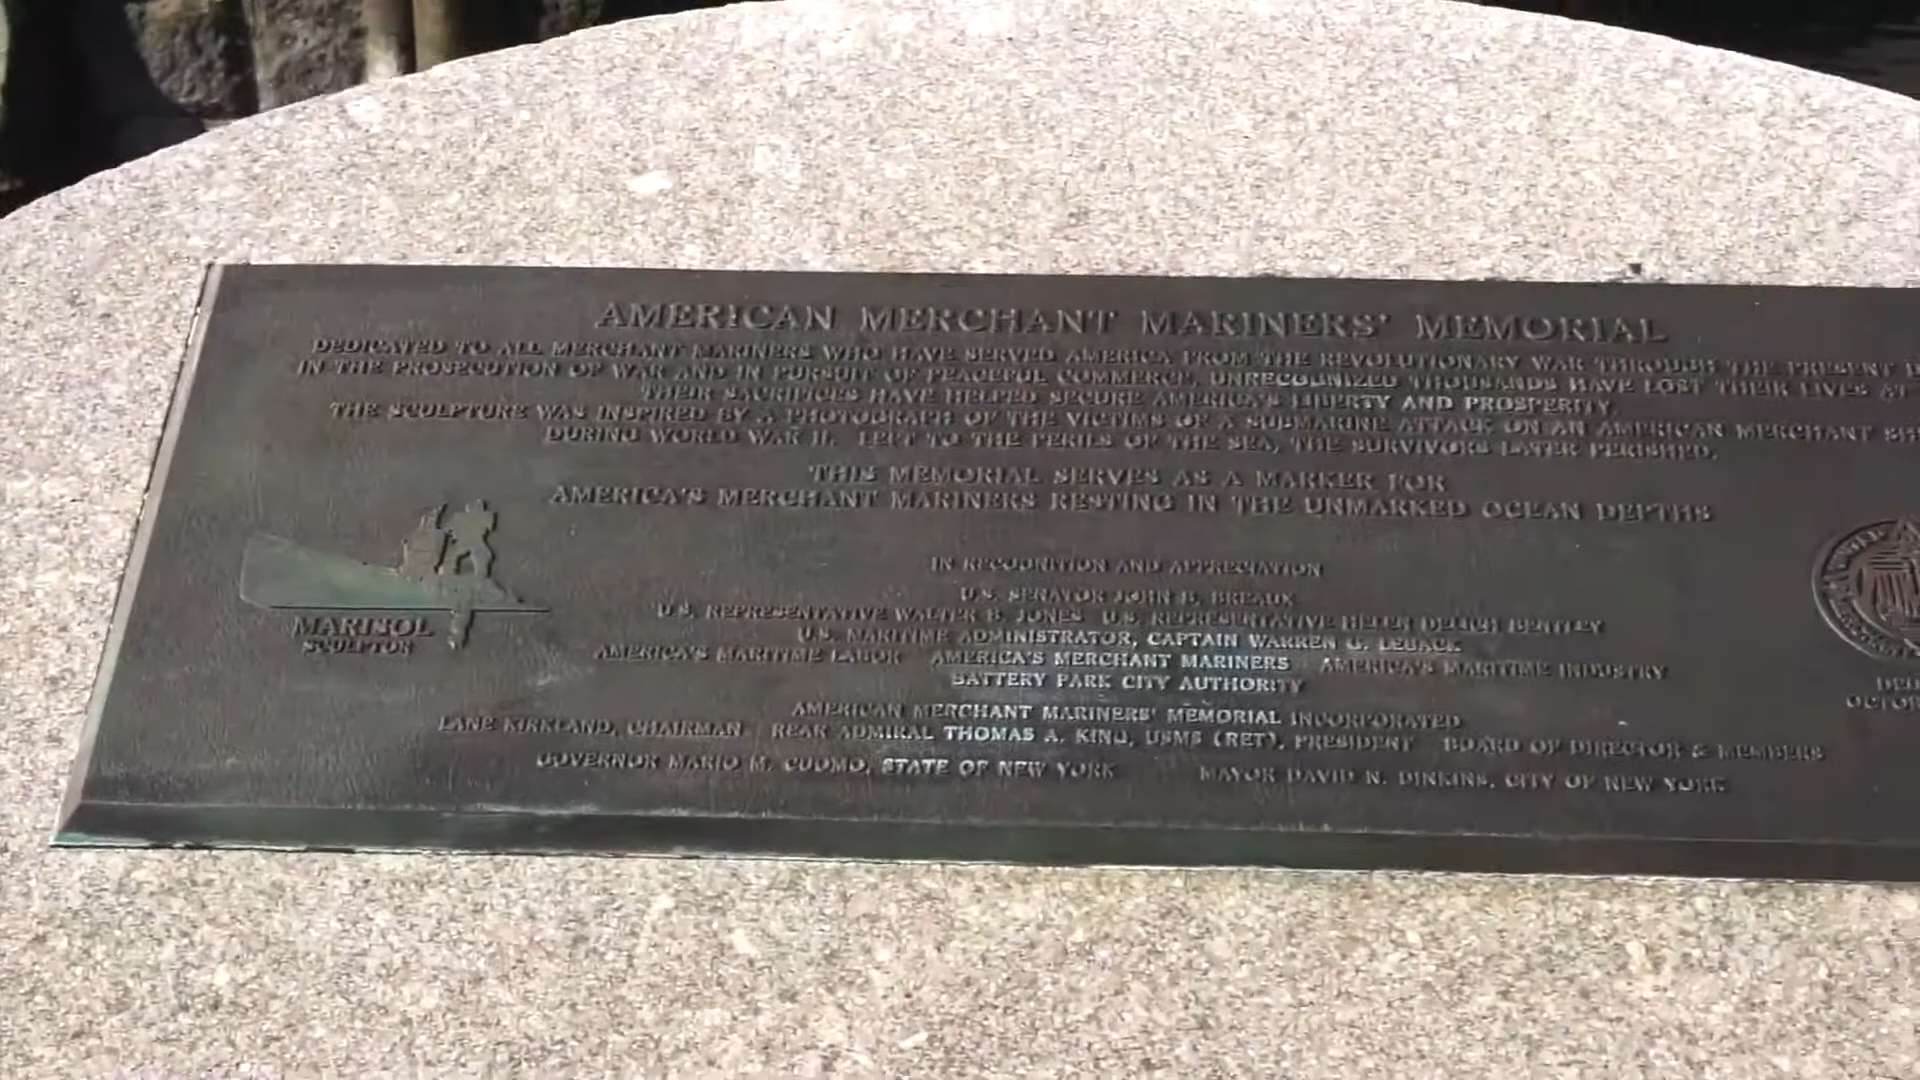 AMERICAN MERCHANT MARINERS' MEMORIAL
DEDICATED TO ALL MERCHANT MARINERS WHO HAVE SERVED AMERICA FROM THE REVOLUTIONARY WAR THROUGH THE PRESENT
IN THE PROSECUTION OF WAR AND IN PURSUIT OF PEACEFUL COMMERCE. UNRECOGNIZED THOUSANDS HAVE LOST THEIR LIVES AT
THEIR SACRIFICES HAVE HELPED SECURE AMERICA'S LIBERTY AND PROSPERITY.
THE SCULPTURE WAS INSPIRED BY A PHOTOGRAPH OF THE VICTIMS OF A SUBMARINE ATTACK ON AN AMERICAN MERCHANT
DURING WORLD WAR II. LEFT TO THE PERILS OF THE SEA, THE SURVIVORS LATER PERISHED.
THIS MEMORIAL SERVES AS A MARKER FOR
AMERICA'S MERCHANT MARINERS RESTING IN THE UNMARKED OCEAN DEPTHS
MARISOL
SCULPTOR
IN RECOGNITION AND APPRECIATION
U.S. SENATOR JOHN B. BREAUX
U.S. REPRESENTATIVE WALTER B. JONES U.S. REPRESENTATIVE HELEN DELICH BENTLEY
U.S. MARITIME ADMINISTRATOR, CAPTAIN WARREN G. LEBACK
AMERICA'S MARITIME LABOR AMERICA'S MERCHANT MARINERS AMERICA'S MARITIME INDUSTRY
BATTERY PARK CITY AUTHORITY
AMERICAN MERCHANT MARINERS' MEMORIAL INCORPORATED
LANE KIRKLAND, CHAIRMAN REAR ADMIRAL THOMAS A. KING, USMS (RET), PRESIDENT BOARD OF DIRECTOR & MEMBERS
GOVERNOR MARIO M. CUOMO, STATE OF NEW YORK MAYOR DAVID N. DINKINS, CITY OF NEW YORK